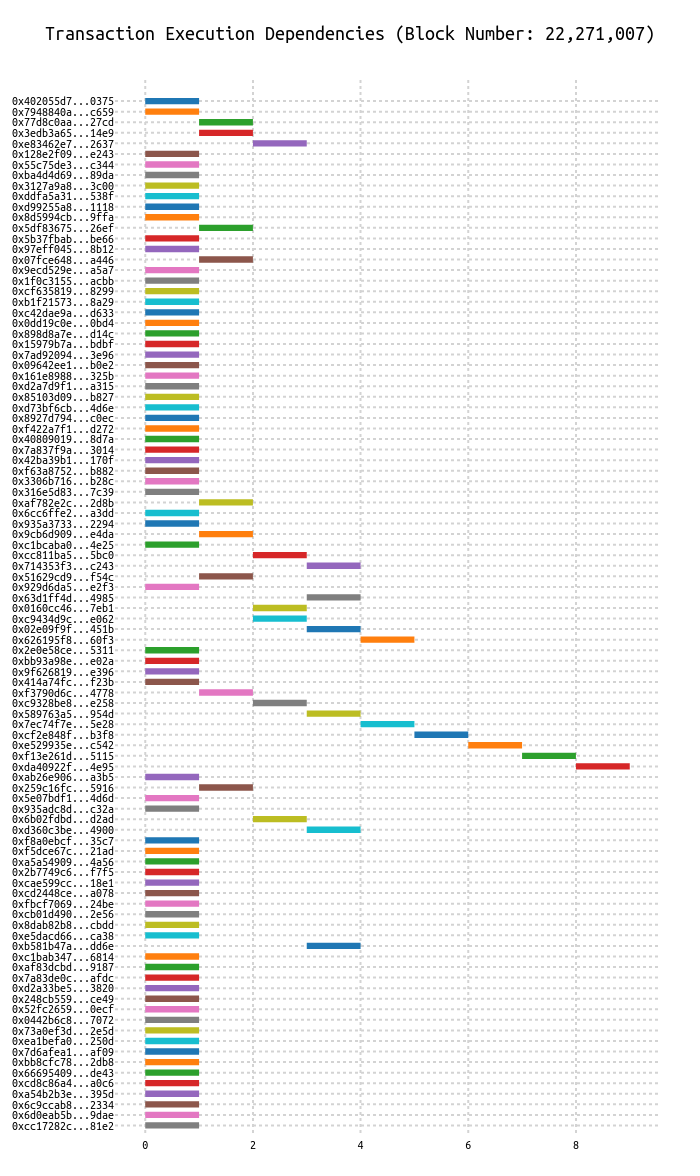 Transaction Execution Dependencies (Block Number: 22,271,007)
0x402055d7...0375
0x7948840a...c659
0x77d8c0aa...27cd
0x3edb3a65...14e9
0xe83462e7...2637
0x128e2f09...e243
0x55c75de3...c344
0xba4d4d69...89da
0x3127a9a8...3c00
0xddfa5a31...538f
0xd99255a8...1118
0x8d5994cb...9ffa
0x5df83675...26ef
0x5b37fbab...be66
0x97eff045...8b12
0x07fce648...a446
0x9ecd529e...a5a7
0x1f0c3155...acbb
0xcf635819...8299
0xb1f21573...8a29
0xc42dae9a...d633
0x0dd19c0e...0bd4
0x898d8a7e...d14c
0x15979b7a...bdbf
0x7ad92094...3e96
0x09642ee1...b0e2
0x161e8988...325b
0xd2a7d9f1...a315
0x85103d09...b827
0xd73bf6cb...4d6e
0x8927d794...c0ec
0xf422a7f1...d272
0x40809019...8d7a
0x7a837f9a...3014
0x42ba39b1...170f
0xf63a8752...b882
0x3306b716...b28c
0x316e5d83...7c39
0xaf782e2c...2d8b
0x6cc6ffe2...a3dd
0x935a3733...2294
0x9cb6d909...e4da
0xc1bcaba0...4e25
0xcc811ba5...5bc0
0x714353f3...c243
0x51629cd9...f54c
0x929d6da5...e2f3
0x63d1ff4d...4985
0x0160cc46...7eb1
0xc9434d9c...e062
0x02e09f9f...451b
0x626195f8...60f3
0x2e0e58ce...5311
0xbb93a98e...e02a
0x9f626819...e396
0x414a74fc...f23b
0xf3790d6c...4778
0xc9328be8...e258
0x589763a5...954d
0x7ec74f7e...5e28
0xcf2e848f...b3f8
0xe529935e...c542
0xf13e261d...5115
0xda40922f...4e95
0xab26e906...a3b5
0x259c16fc...5916
0x5e07bdf1...4d6d
0x935adc8d...c32a
0x6b02fdbd...d2ad
0xd360c3be...4900
0xf8a0ebcf...35c7
0xf5dce67c...21ad
0xa5a54909...4a56
0x2b7749c6...f7f5
0xcae599cc...18e1
0xcd2448ce...a078
0xfbcf7069...24be
0xcb01d490...2e56
0x8dab82b8...cbdd
0xe5dacd66...ca38
0xb581b47a...dd6e
0xc1bab347...6814
0xaf83dcbd...9187
0x7a83de0c...afdc
0xd2a33be5...3820
0x248cb559...ce49
0x52fc2659...0ecf
0x0442b6c8...7072
0x73a0ef3d...2e5d
0xea1befa0...250d
0x7d6afea1...af09
0xbb8cfc78...2db8
0x66695409...de43
0xcd8c86a4...a0c6
0xa54b2b3e...395d
0x6c9ccab8...2334
0x6d0eab5b...9dae
0xcc17282c...81e2
0 2 4 6 8